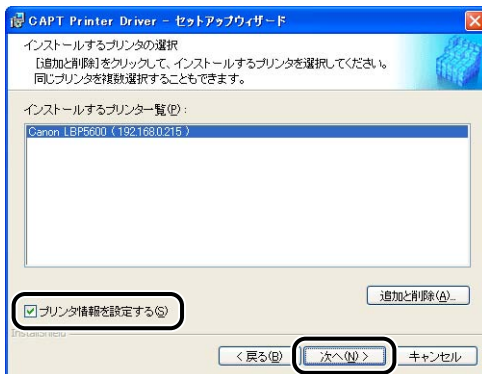 CAPT Printer Driver - セットアップウィザード
インストールするプリンタの選択
[追加と削除]をクリックして、インストールするプリンタを選択してください。
同じプリンタを複数選択することもできます。
インストールするプリンタ一覧(P):
Canon LBP5600 ( 192.168.0.215 )
追加と削除(A)...
プリンタ情報を設定する(S)
InstallShield
< 戻る(B)
次へ(N) >
キャンセル